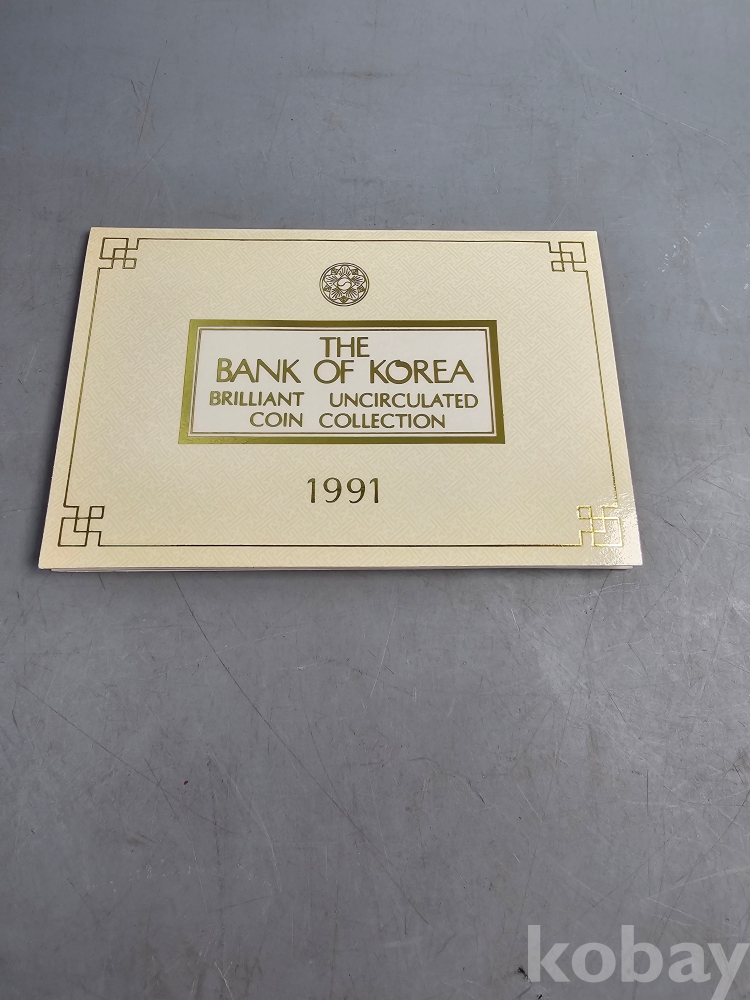 THE
BANK OF KOREA
BRILLIANT UNCIRCULATED
COIN COLLECTION
1991
kobay